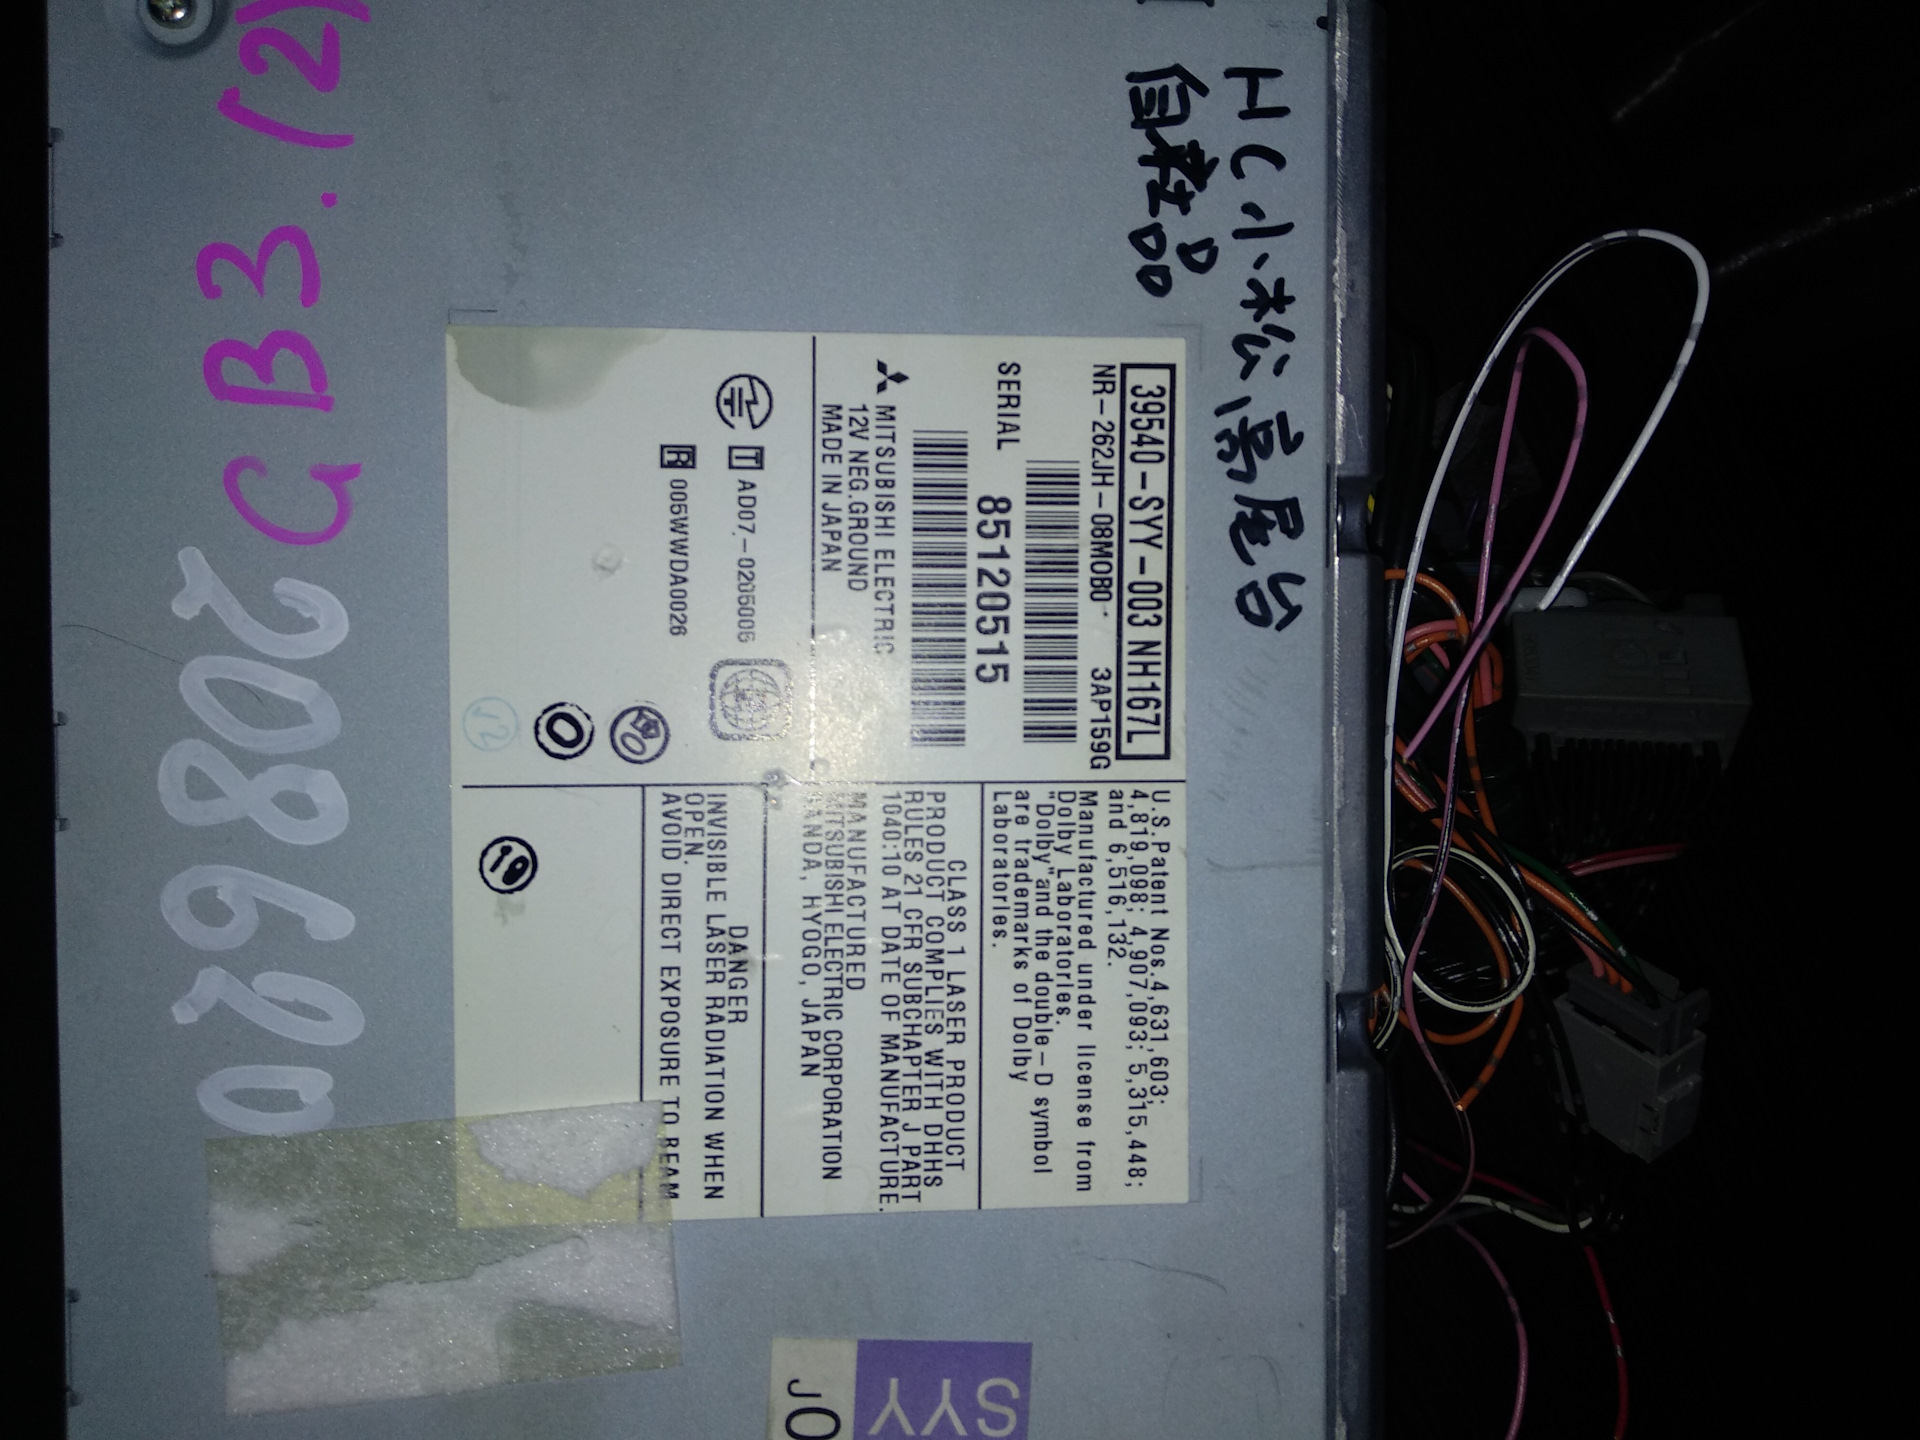 HC小松高尾台
39540-SYY-003 NH167L
NR-262JH-08M0B0 3AP159G
SERIAL 85120515
MITSUBISHI ELECTRIC
12V NEG.GROUND
MADE IN JAPAN
T AD07-0205006
R 005WWDA0026
12
U.S.Patent Nos.4,631,603;
4,819,098; 4,907,093; 5,315,448;
and 6,516,132.
Manufactured under license from
Dolby Laboratories.
"Dolby"and the double-D symbol
are trademarks of Dolby
Laboratories.
CLASS 1 LASER PRODUCT
PRODUCT COMPLIES WITH DHHS
RULES 21 CFR SUBCHAPTER J PART
1040:10 AT DATE OF MANUFACTURE.
MANUFACTURED
MITSUBISHI ELECTRIC CORPORATION
SANDA, HYOGO, JAPAN
DANGER
INVISIBLE LASER RADIATION WHEN
OPEN.
AVOID DIRECT EXPOSURE TO BEAM
19
SYY
J0
GB3.(2)
208620